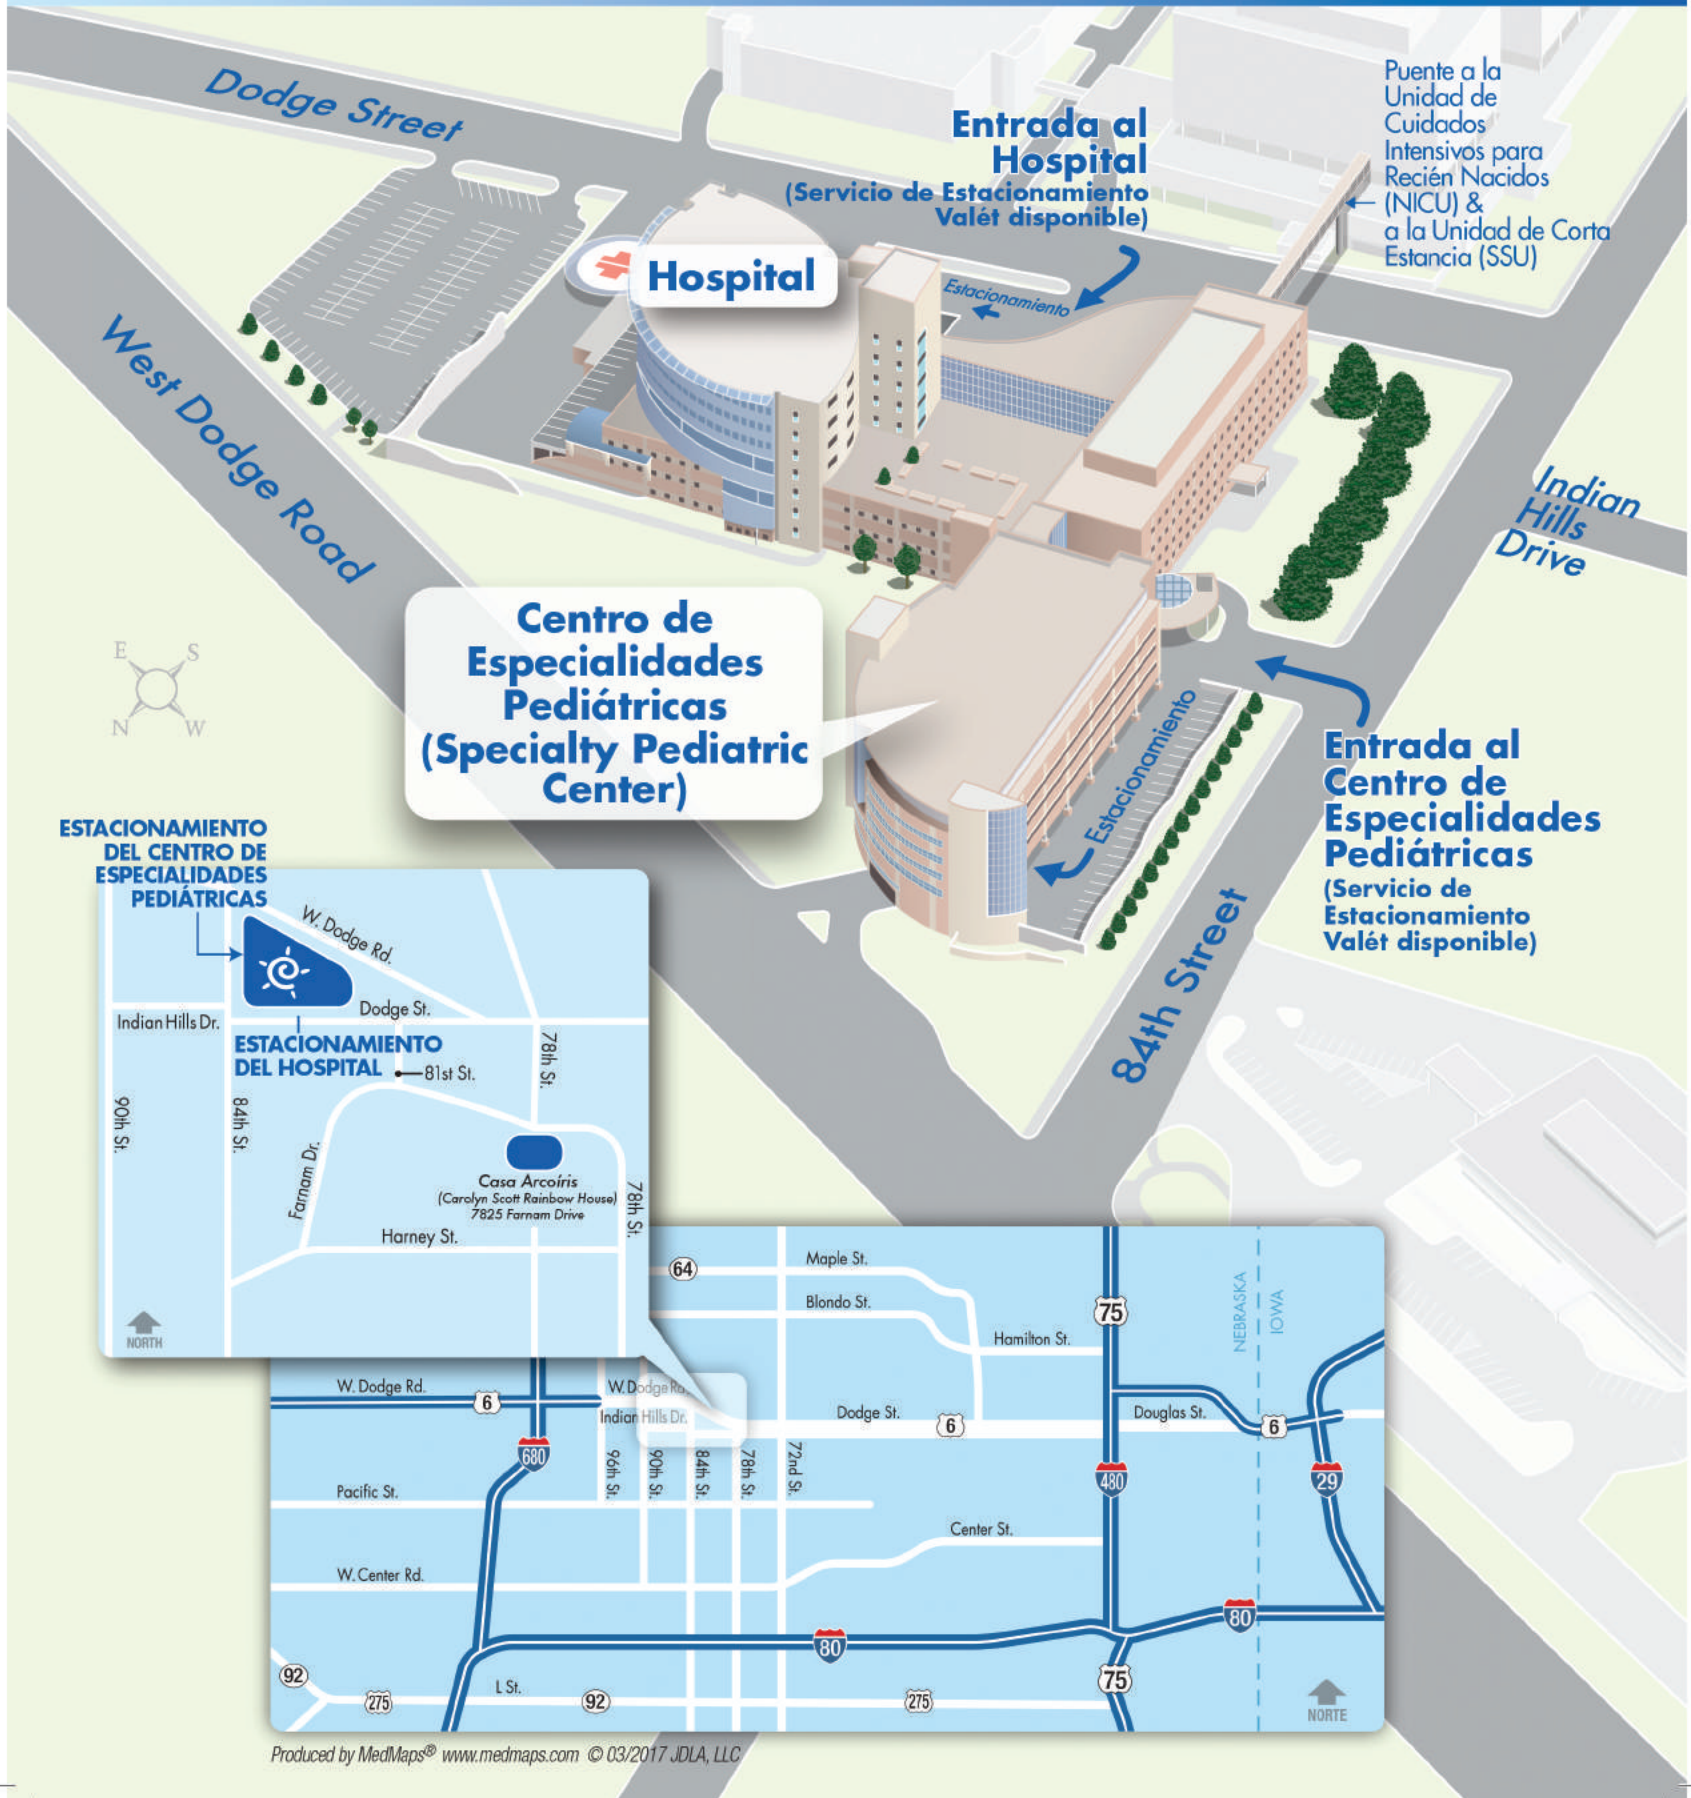 Dodge Street
Puente a la
Unidad de
Cuidados
Intensivos para
Recién Nacidos
(NICU) &
a la Unidad de Corta
Estancia (SSU)
Entrada al
Hospital
(Servicio de Estacionamiento
Valét disponible)
Hospital
Estacionamiento
West Dodge Road
Indian
Hills
Drive
Centro de
Especialidades
Pediátricas
(Specialty Pediatric
Center)
E S
N W
Estacionamiento
Entrada al
Centro de
Especialidades
Pediátricas
(Servicio de
Estacionamiento
Valét disponible)
84th Street
ESTACIONAMIENTO
DEL CENTRO DE
ESPECIALIDADES
PEDIÁTRICAS
W. Dodge Rd.
Dodge St.
Indian Hills Dr.
ESTACIONAMIENTO
DEL HOSPITAL
81st St.
78th St.
90th St.
84th St.
Farnam Dr.
Casa Arcoíris
(Carolyn Scott Rainbow House)
7825 Farnam Drive
78th St.
Harney St.
NORTH
64
Maple St.
Blondo St.
Hamilton St.
75
NEBRASKA
IOWA
W. Dodge Rd.
6
W. Dodge Rd.
Indian Hills Dr.
Dodge St.
6
Douglas St.
6
680
96th St.
90th St.
84th St.
78th St.
72nd St.
480
29
Pacific St.
Center St.
W. Center Rd.
80
80
92
275
L St.
92
275
75
NORTE
Produced by MedMaps® www.medmaps.com © 03/2017 JDLA, LLC